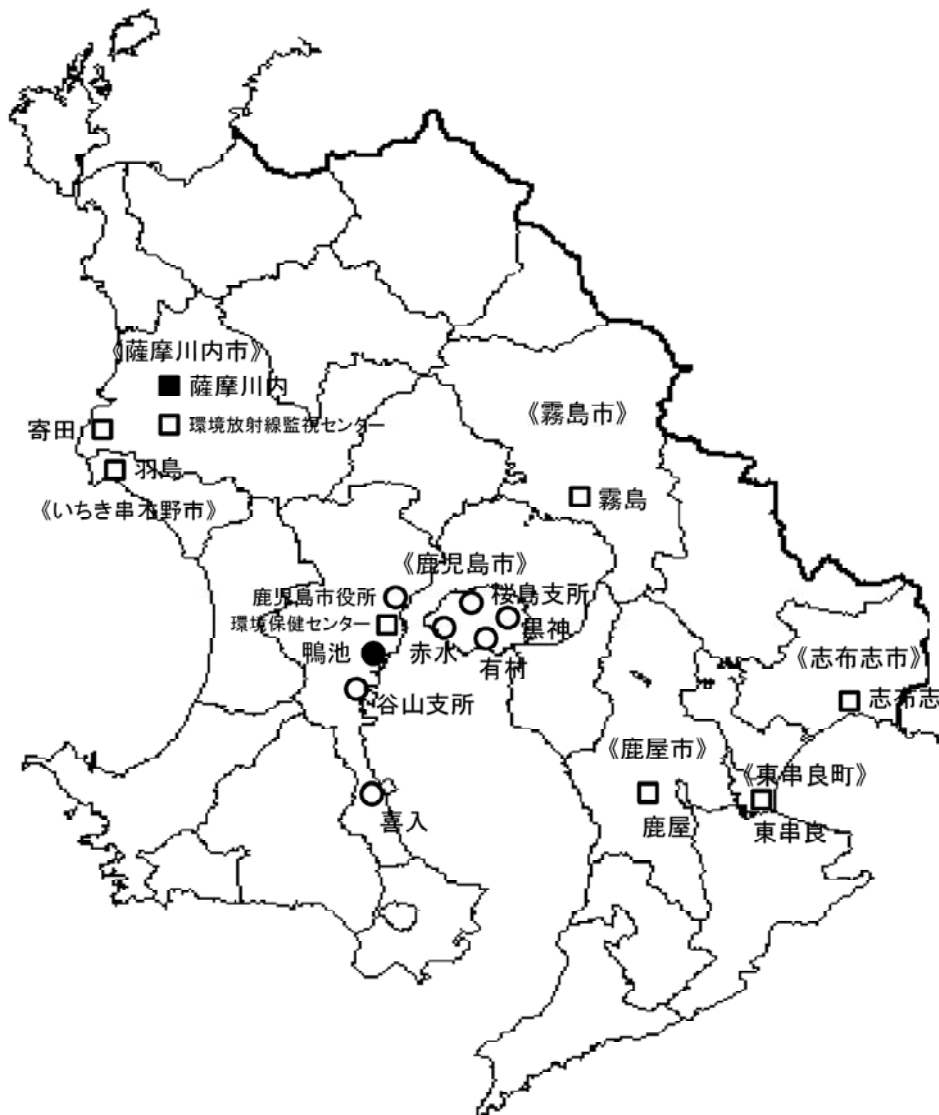 《薩摩川内市》
薩摩川内
寄田
環境放射線監視センター
羽島
《いちき串木野市》
《霧島市》
霧島
《鹿児島市》
鹿児島市役所
桜島支所
環境保健センター
黒神
鴨池
赤水
有村
谷山支所
喜入
《志布志市》
志布志
《鹿屋市》
鹿屋
《東串良町》
東串良